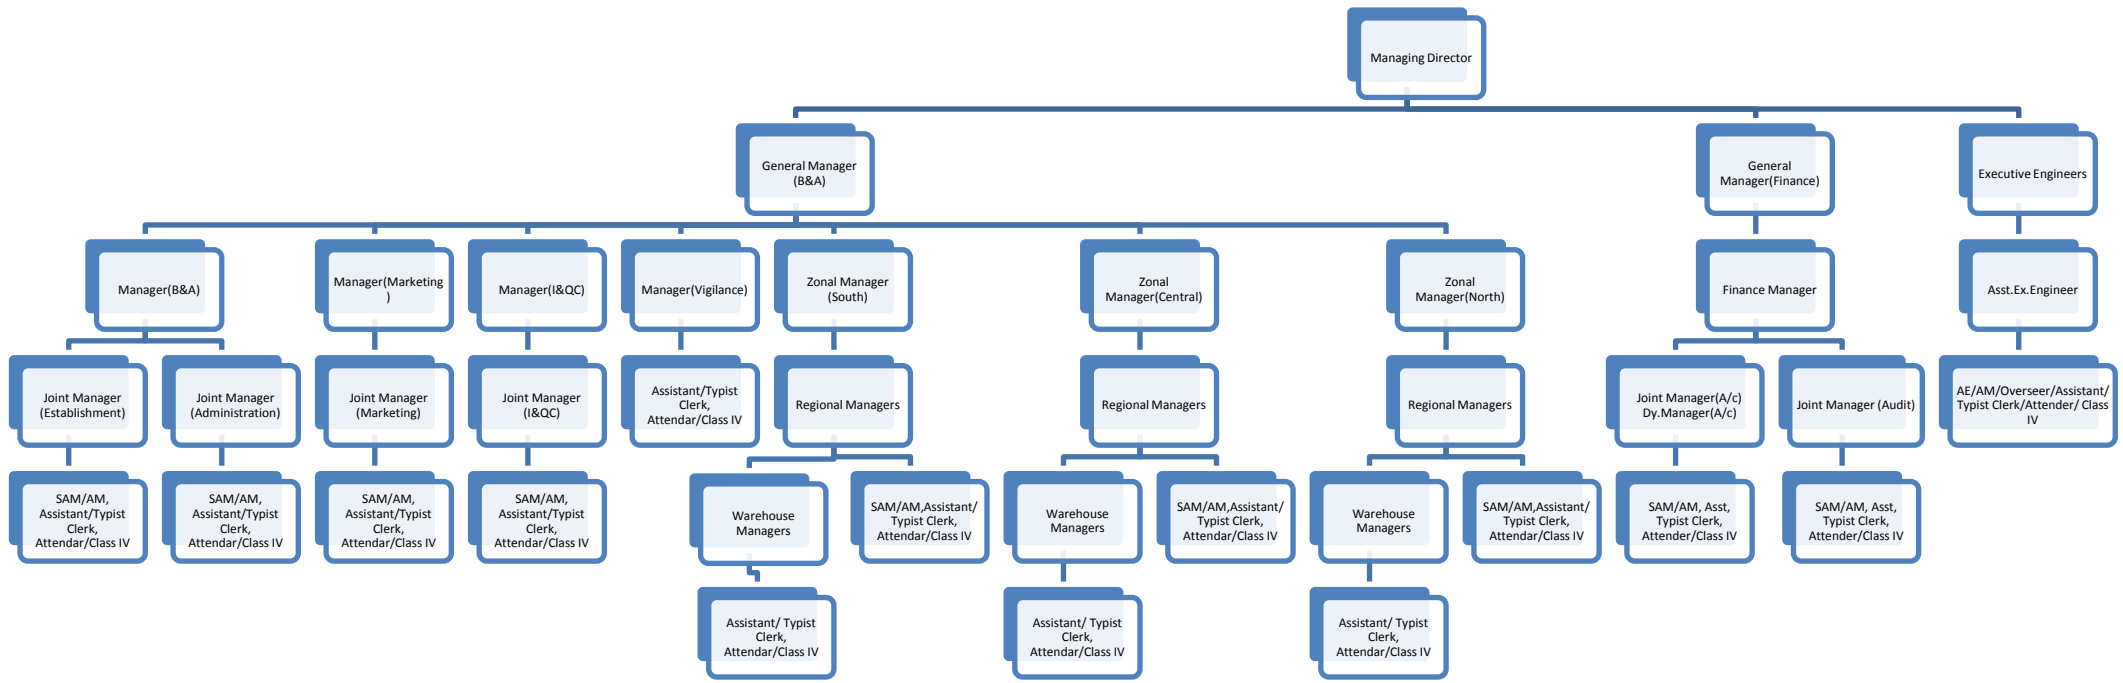 Managing Director
General Manager
(B&A)
General
Manager(Finance)
Executive Engineers
Manager(B&A)
Manager(Marketing
)
Manager(I&QC)
Manager(Vigilance)
Zonal Manager
(South)
Zonal
Manager(Central)
Zonal
Manager(North)
Finance Manager
Asst.Ex.Engineer
Joint Manager
(Establishment)
Joint Manager
(Administration)
Joint Manager
(Marketing)
Joint Manager
(I&QC)
Assistant/Typist
Clerk,
Attendar/Class IV
Regional Managers
Regional Managers
Regional Managers
Joint Manager(A/c)
Dy.Manager(A/c)
Joint Manager (Audit)
AE/AM/Overseer/Assistant/
Typist Clerk/Attender/ Class
IV
SAM/AM,
Assistant/Typist
Clerk,
Attendar/Class IV
SAM/AM,
Assistant/Typist
Clerk,
Attendar/Class IV
SAM/AM,
Assistant/Typist
Clerk,
Attendar/Class IV
SAM/AM,
Assistant/Typist
Clerk,
Attendar/Class IV
Warehouse
Managers
SAM/AM,Assistant/
Typist Clerk,
Attendar/Class IV
Warehouse
Managers
SAM/AM,Assistant/
Typist Clerk,
Attendar/Class IV
Warehouse
Managers
SAM/AM,Assistant/
Typist Clerk,
Attendar/Class IV
SAM/AM, Asst,
Typist Clerk,
Attender/Class IV
SAM/AM, Asst,
Typist Clerk,
Attender/Class IV
Assistant/ Typist
Clerk,
Attendar/Class IV
Assistant/ Typist
Clerk,
Attendar/Class IV
Assistant/ Typist
Clerk,
Attendar/Class IV